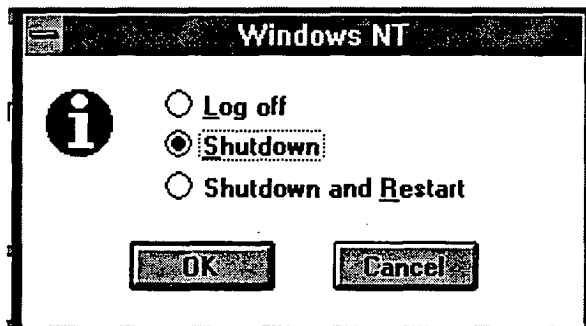 Windows NT
Log off
Shutdown
Shutdown and Restart
OK
Cancel